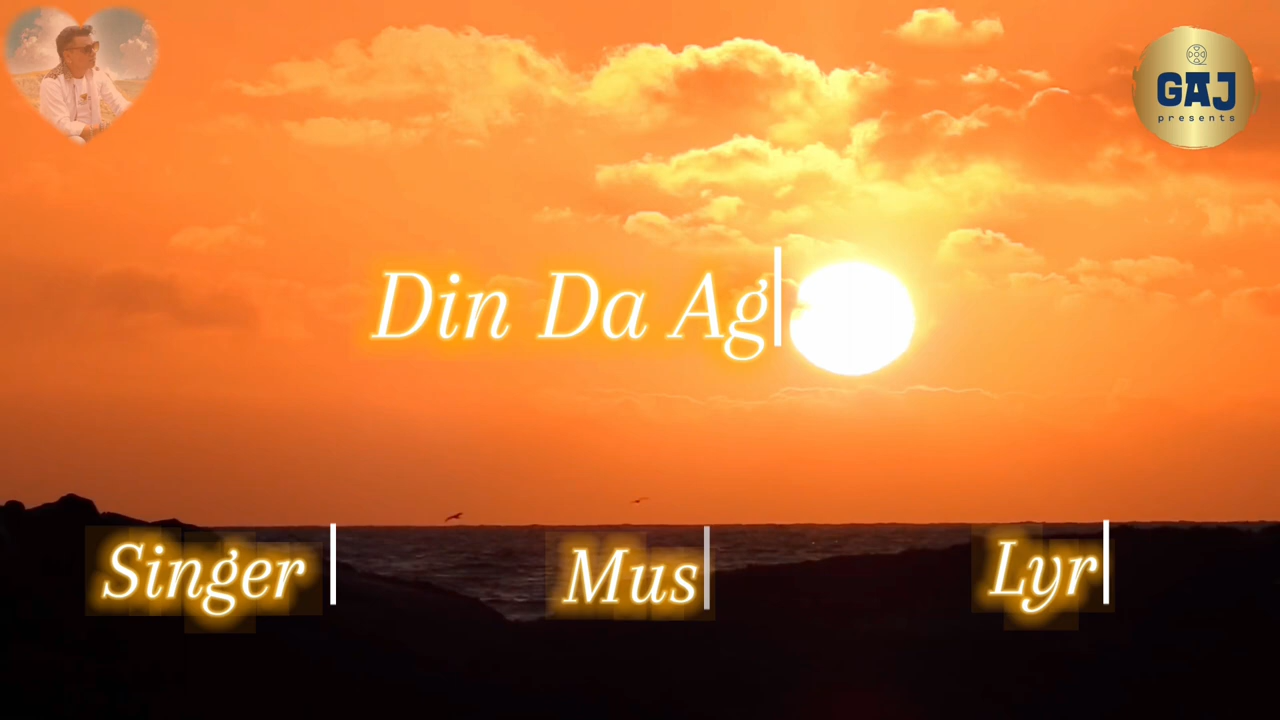 GAJ
presents
Din Da Ag
Singer
Mus
Lyr